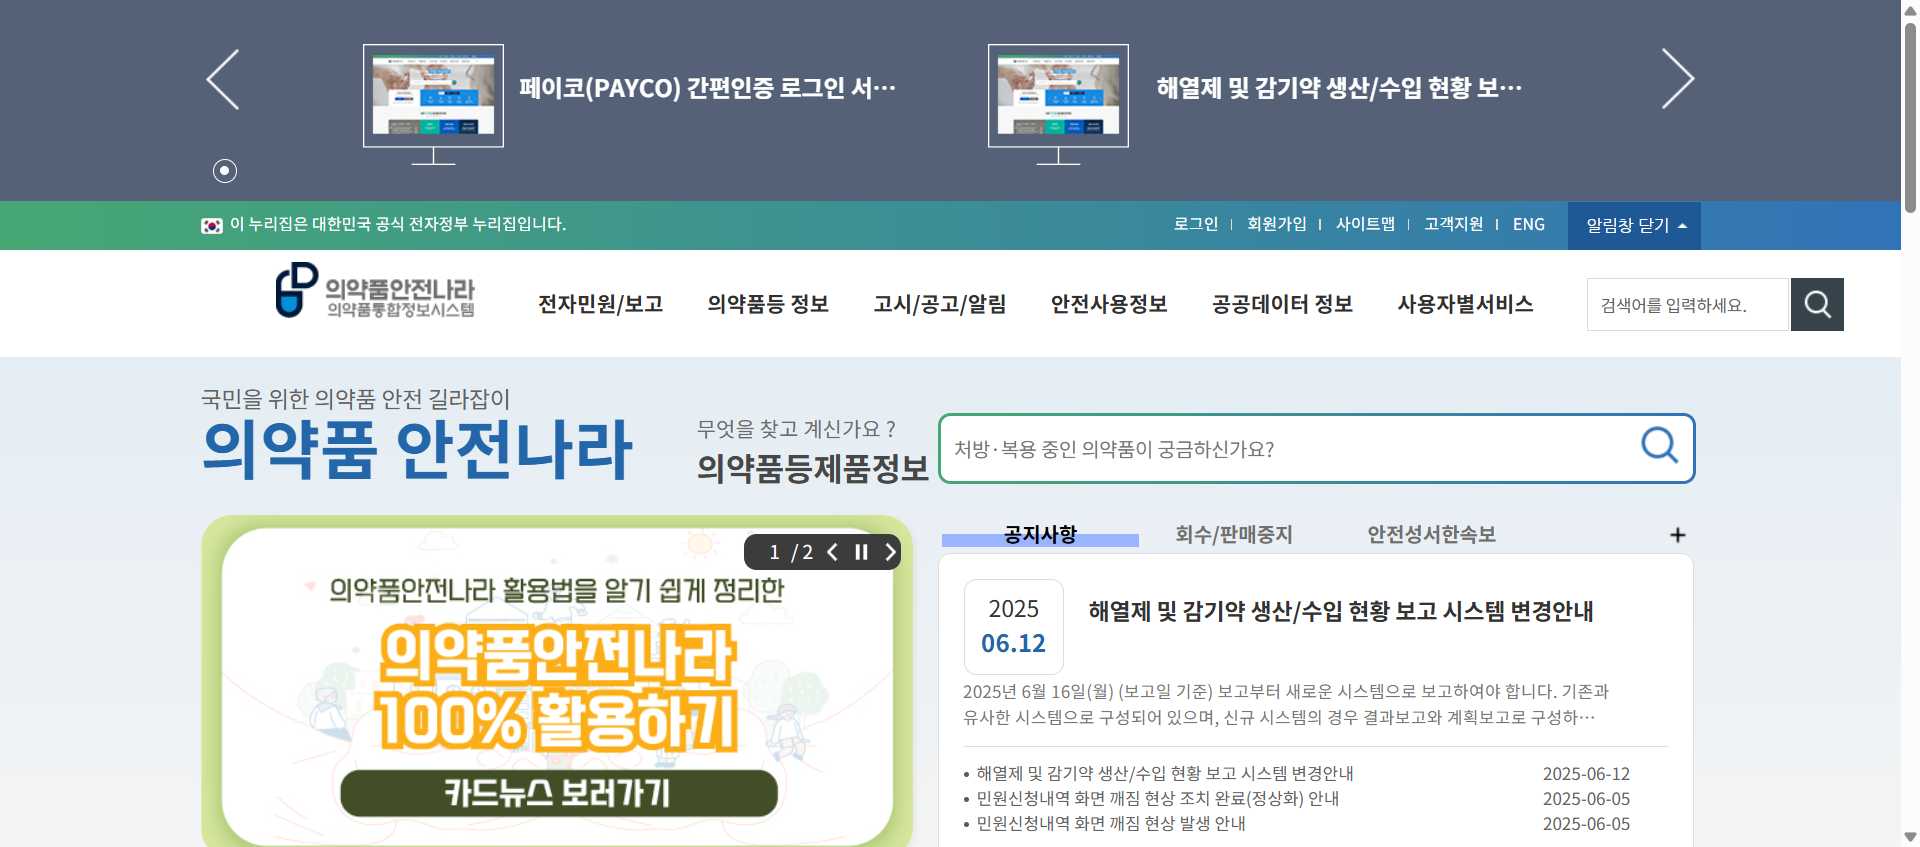 페이코(PAYCO) 간편인증 로그인 서…
해열제 및 감기약 생산/수입 현황 보…
이 누리집은 대한민국 공식 전자정부 누리집입니다.
로그인
회원가입
사이트맵
고객지원
ENG
알림창 닫기
의약품안전나라
의약품통합정보시스템
전자민원/보고
의약품등 정보
고시/공고/알림
안전사용정보
공공데이터 정보
사용자별서비스
검색어를 입력하세요.
국민을 위한 의약품 안전 길라잡이
의약품 안전나라
무엇을 찾고 계신가요 ?
의약품등제품정보
처방·복용 중인 의약품이 궁금하신가요?
1 / 2
의약품안전나라 활용법을 알기 쉽게 정리한
의약품안전나라
100% 활용하기
카드뉴스 보러가기
공지사항
회수/판매중지
안전성서한속보
+
2025
06.12
해열제 및 감기약 생산/수입 현황 보고 시스템 변경안내
2025년 6월 16일(월) (보고일 기준) 보고부터 새로운 시스템으로 보고하여야 합니다. 기존과
유사한 시스템으로 구성되어 있으며, 신규 시스템의 경우 결과보고와 계획보고로 구성하…
• 해열제 및 감기약 생산/수입 현황 보고 시스템 변경안내 2025-06-12
• 민원신청내역 화면 깨짐 현상 조치 완료(정상화) 안내 2025-06-05
• 민원신청내역 화면 깨짐 현상 발생 안내 2025-06-05